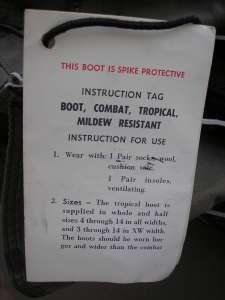 THIS BOOT IS SPIKE PROTECTIVE
INSTRUCTION TAG
BOOT, COMBAT, TROPICAL,
MILDEW RESISTANT
INSTRUCTION FOR USE
1. Wear with: 1 Pair socks, wool,
cushion sole.
1 Pair insoles,
ventilating.
2. Sizes — The tropical boot is
supplied in whole and half
sizes 4 through 14 in all widths,
and 3 through 14 in XW width.
The boots should be worn lon-
ger and wider than the combat